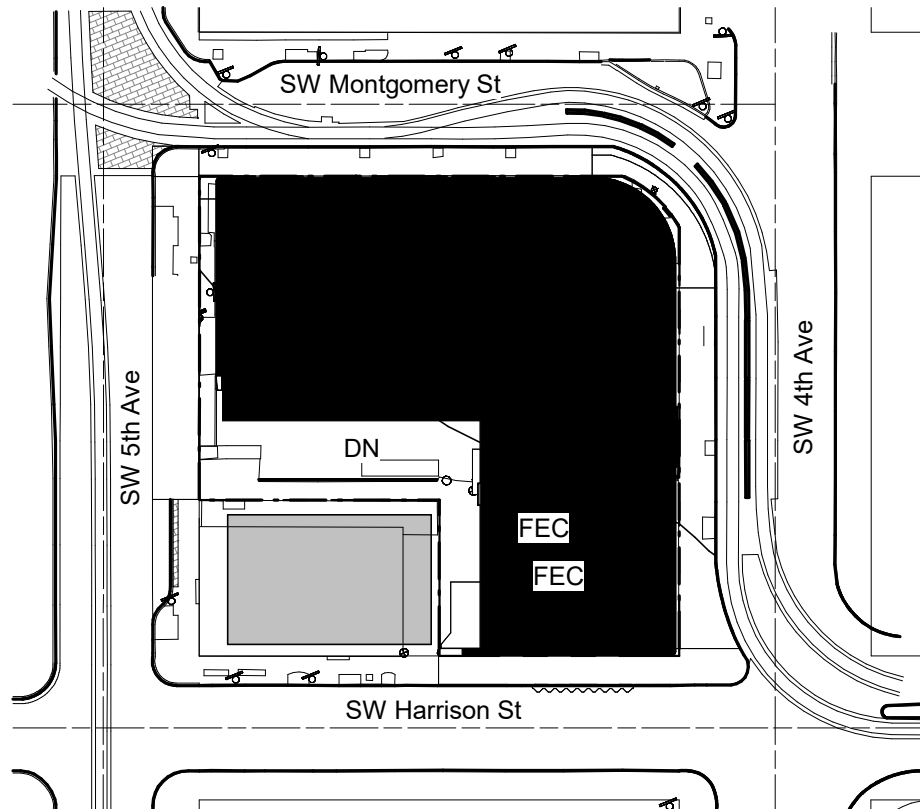 SW Montgomery St
SW 5th Ave
SW 4th Ave
DN
FEC
FEC
SW Harrison St